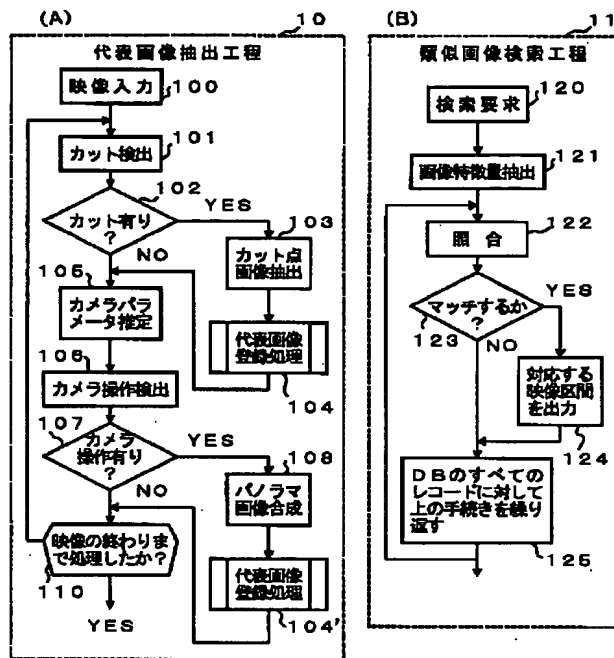 (A)
10
代表画像抽出工程
映像入力
100
カット検出
101
102
カット有り
?
YES
NO
103
カット点
画像抽出
代表画像
登録処理
104
105
カメラパラ
メータ推定
106
カメラ操作検出
107
カメラ
操作有り
?
YES
NO
108
パノラマ
画像合成
代表画像
登録処理
104'
映像の終わりま
で処理したか?
110
YES
(B)
11
類似画像検索工程
検索要求
120
画像特徴量抽出
121
照合
122
マッチするか
?
123
YES
NO
対応する
映像区間
を出力
124
DBのすべての
レコードに対して
上の手続きを繰り
返す
125